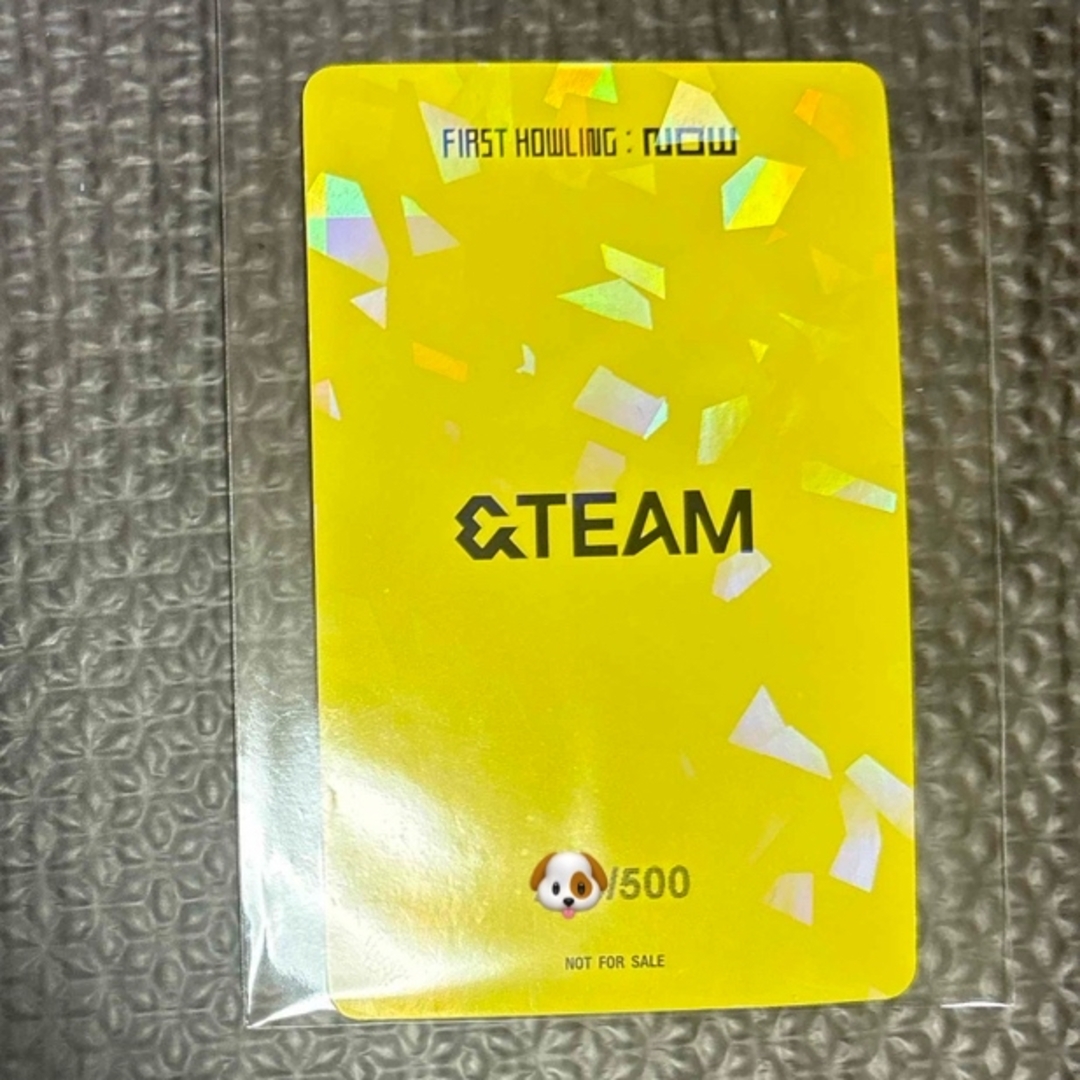 FIRST HOWLING : NOW
&TEAM
/500
NOT FOR SALE